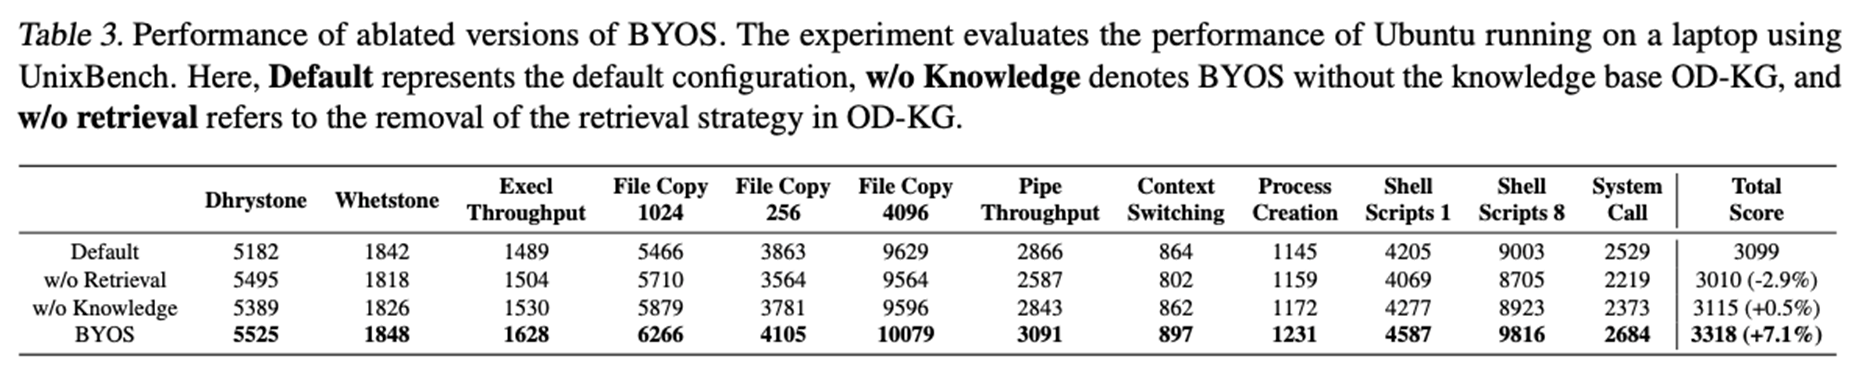 Table 3. Performance of ablated versions of BYOS. The experiment evaluates the performance of Ubuntu running on a laptop using
UnixBench. Here, Default represents the default configuration, w/o Knowledge denotes BYOS without the knowledge base OD-KG, and
w/o retrieval refers to the removal of the retrieval strategy in OD-KG.
Dhrystone Whetstone Execl Throughput File Copy 1024 File Copy 256 File Copy 4096 Pipe Throughput Context Switching Process Creation Shell Scripts 1 Shell Scripts 8 System Call Total Score
Default 5182 1842 1489 5466 3863 9629 2866 864 1145 4205 9003 2529 3099
w/o Retrieval 5495 1818 1504 5710 3564 9564 2587 802 1159 4069 8705 2219 3010 (-2.9%)
w/o Knowledge 5389 1826 1530 5879 3781 9596 2843 862 1172 4277 8923 2373 3115 (+0.5%)
BYOS 5525 1848 1628 6266 4105 10079 3091 897 1231 4587 9816 2684 3318 (+7.1%)